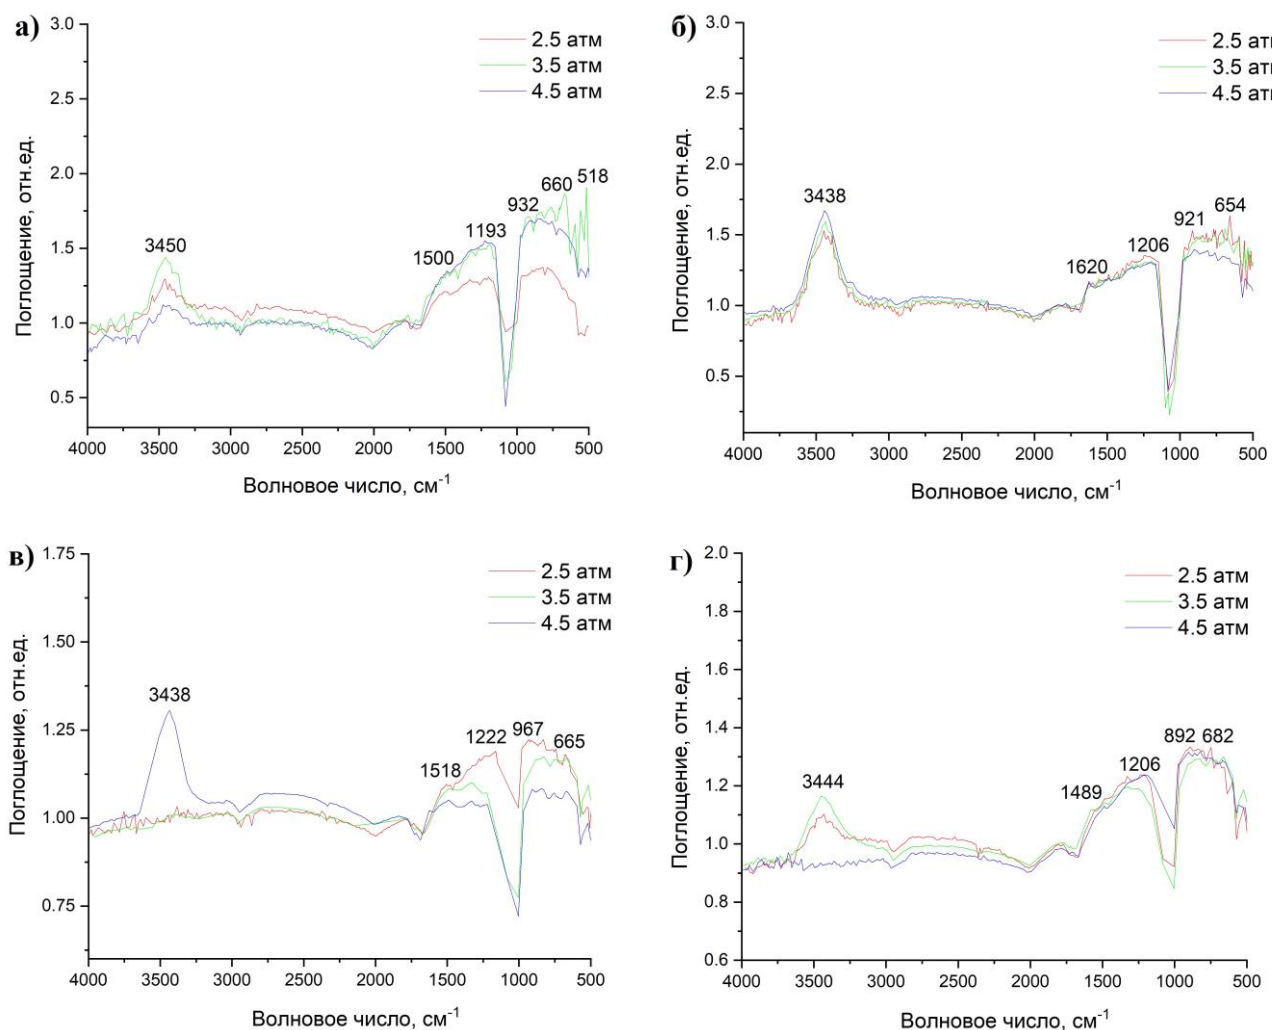 а)
3.0
2.5
2.0
1.5
1.0
0.5
Поглощение, отн.ед.
2.5 атм
3.5 атм
4.5 атм
3450
1500
1193
932
660
518
4000 3500 3000 2500 2000 1500 1000 500
Волновое число, см⁻¹
б)
3.0
2.5
2.0
1.5
1.0
0.5
Поглощение, отн.ед.
2.5 атм
3.5 атм
4.5 атм
3438
1620
1206
921
654
4000 3500 3000 2500 2000 1500 1000 500
Волновое число, см⁻¹
в)
1.75
1.50
1.25
1.00
0.75
Поглощение, отн.ед.
2.5 атм
3.5 атм
4.5 атм
3438
1518
1222
967
665
4000 3500 3000 2500 2000 1500 1000 500
Волновое число, см⁻¹
г)
2.0
1.8
1.6
1.4
1.2
1.0
0.8
0.6
Поглощение, отн.ед.
2.5 атм
3.5 атм
4.5 атм
3444
1489
1206
892
682
4000 3500 3000 2500 2000 1500 1000 500
Волновое число, см⁻¹